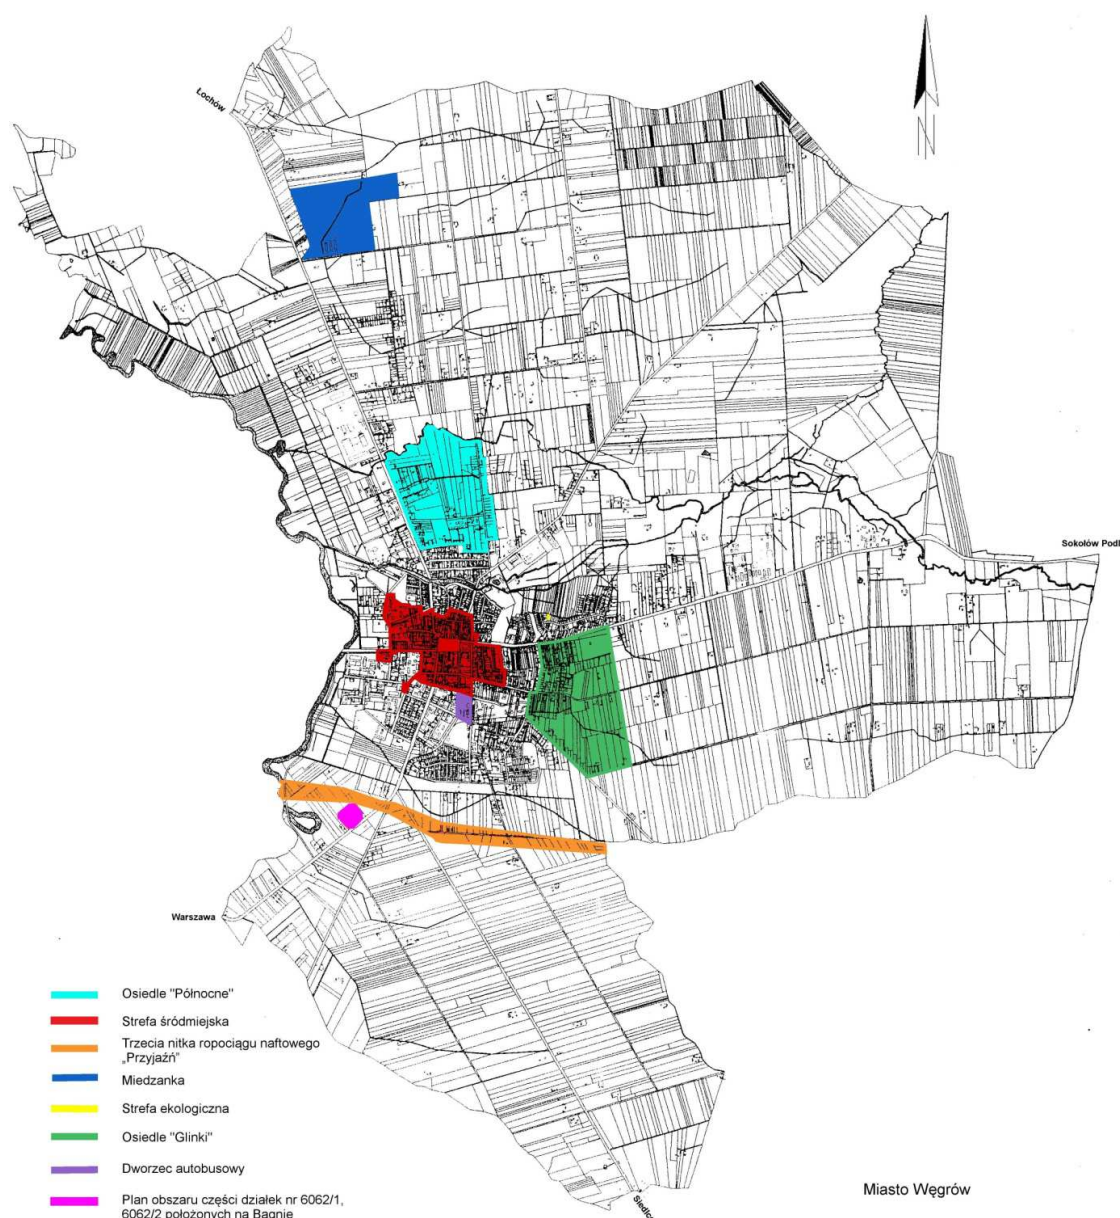 Łochów
N
Sokołów Podl
Warszawa
Osiedle "Północne"
Strefa śródmiejska
Trzecia nitka ropociągu naftowego
„Przyjaźń"
Miedzanka
Strefa ekologiczna
Osiedle "Glinki"
Dworzec autobusowy
Plan obszaru części działek nr 6062/1,
6062/2 położonych na Bagnie
Miasto Węgrów